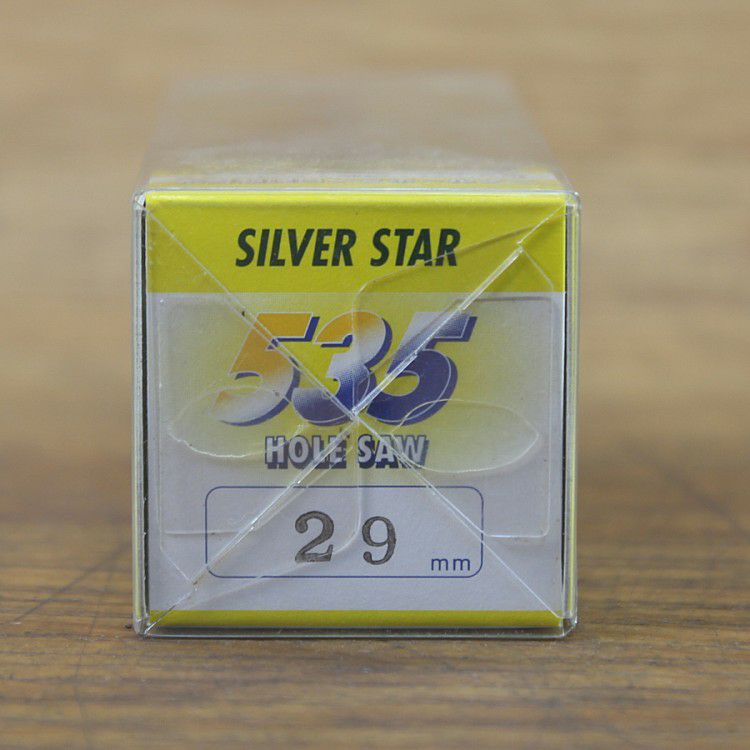 SILVER STAR
535
HOLE SAW
29 mm